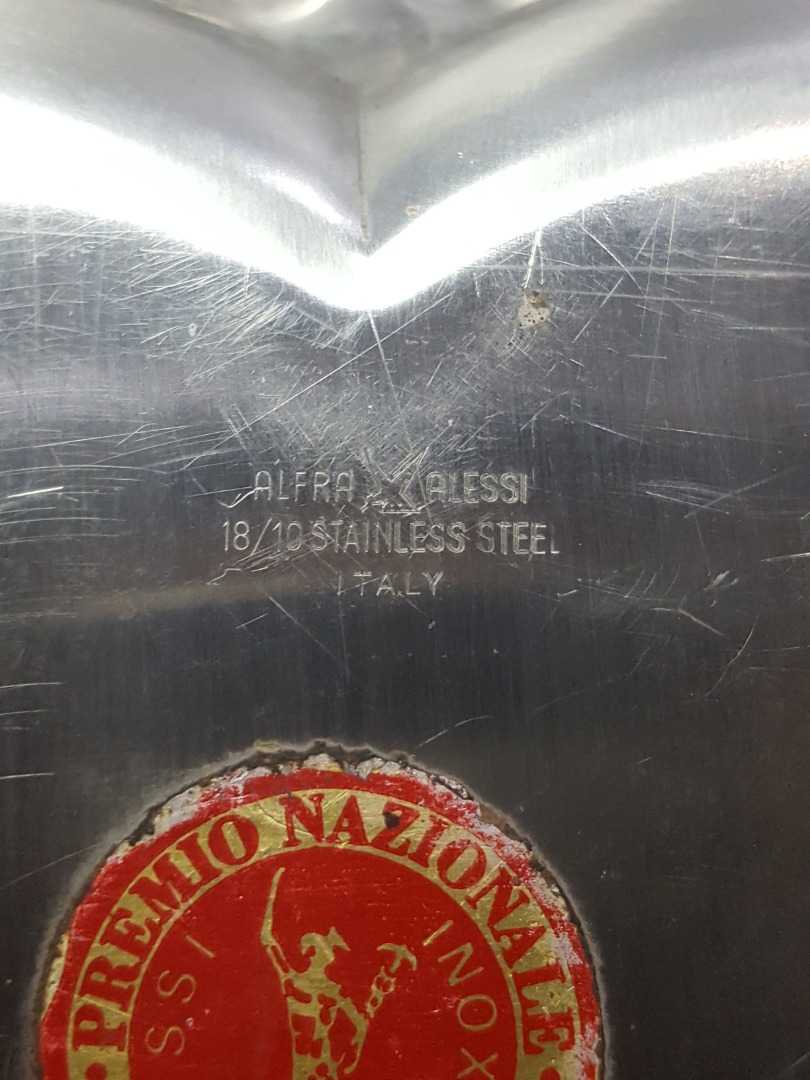 ALFRA ALESSI
18/10 STAINLESS STEEL
ITALY
• PREMIO NAZIONALE •
SSI
INOX